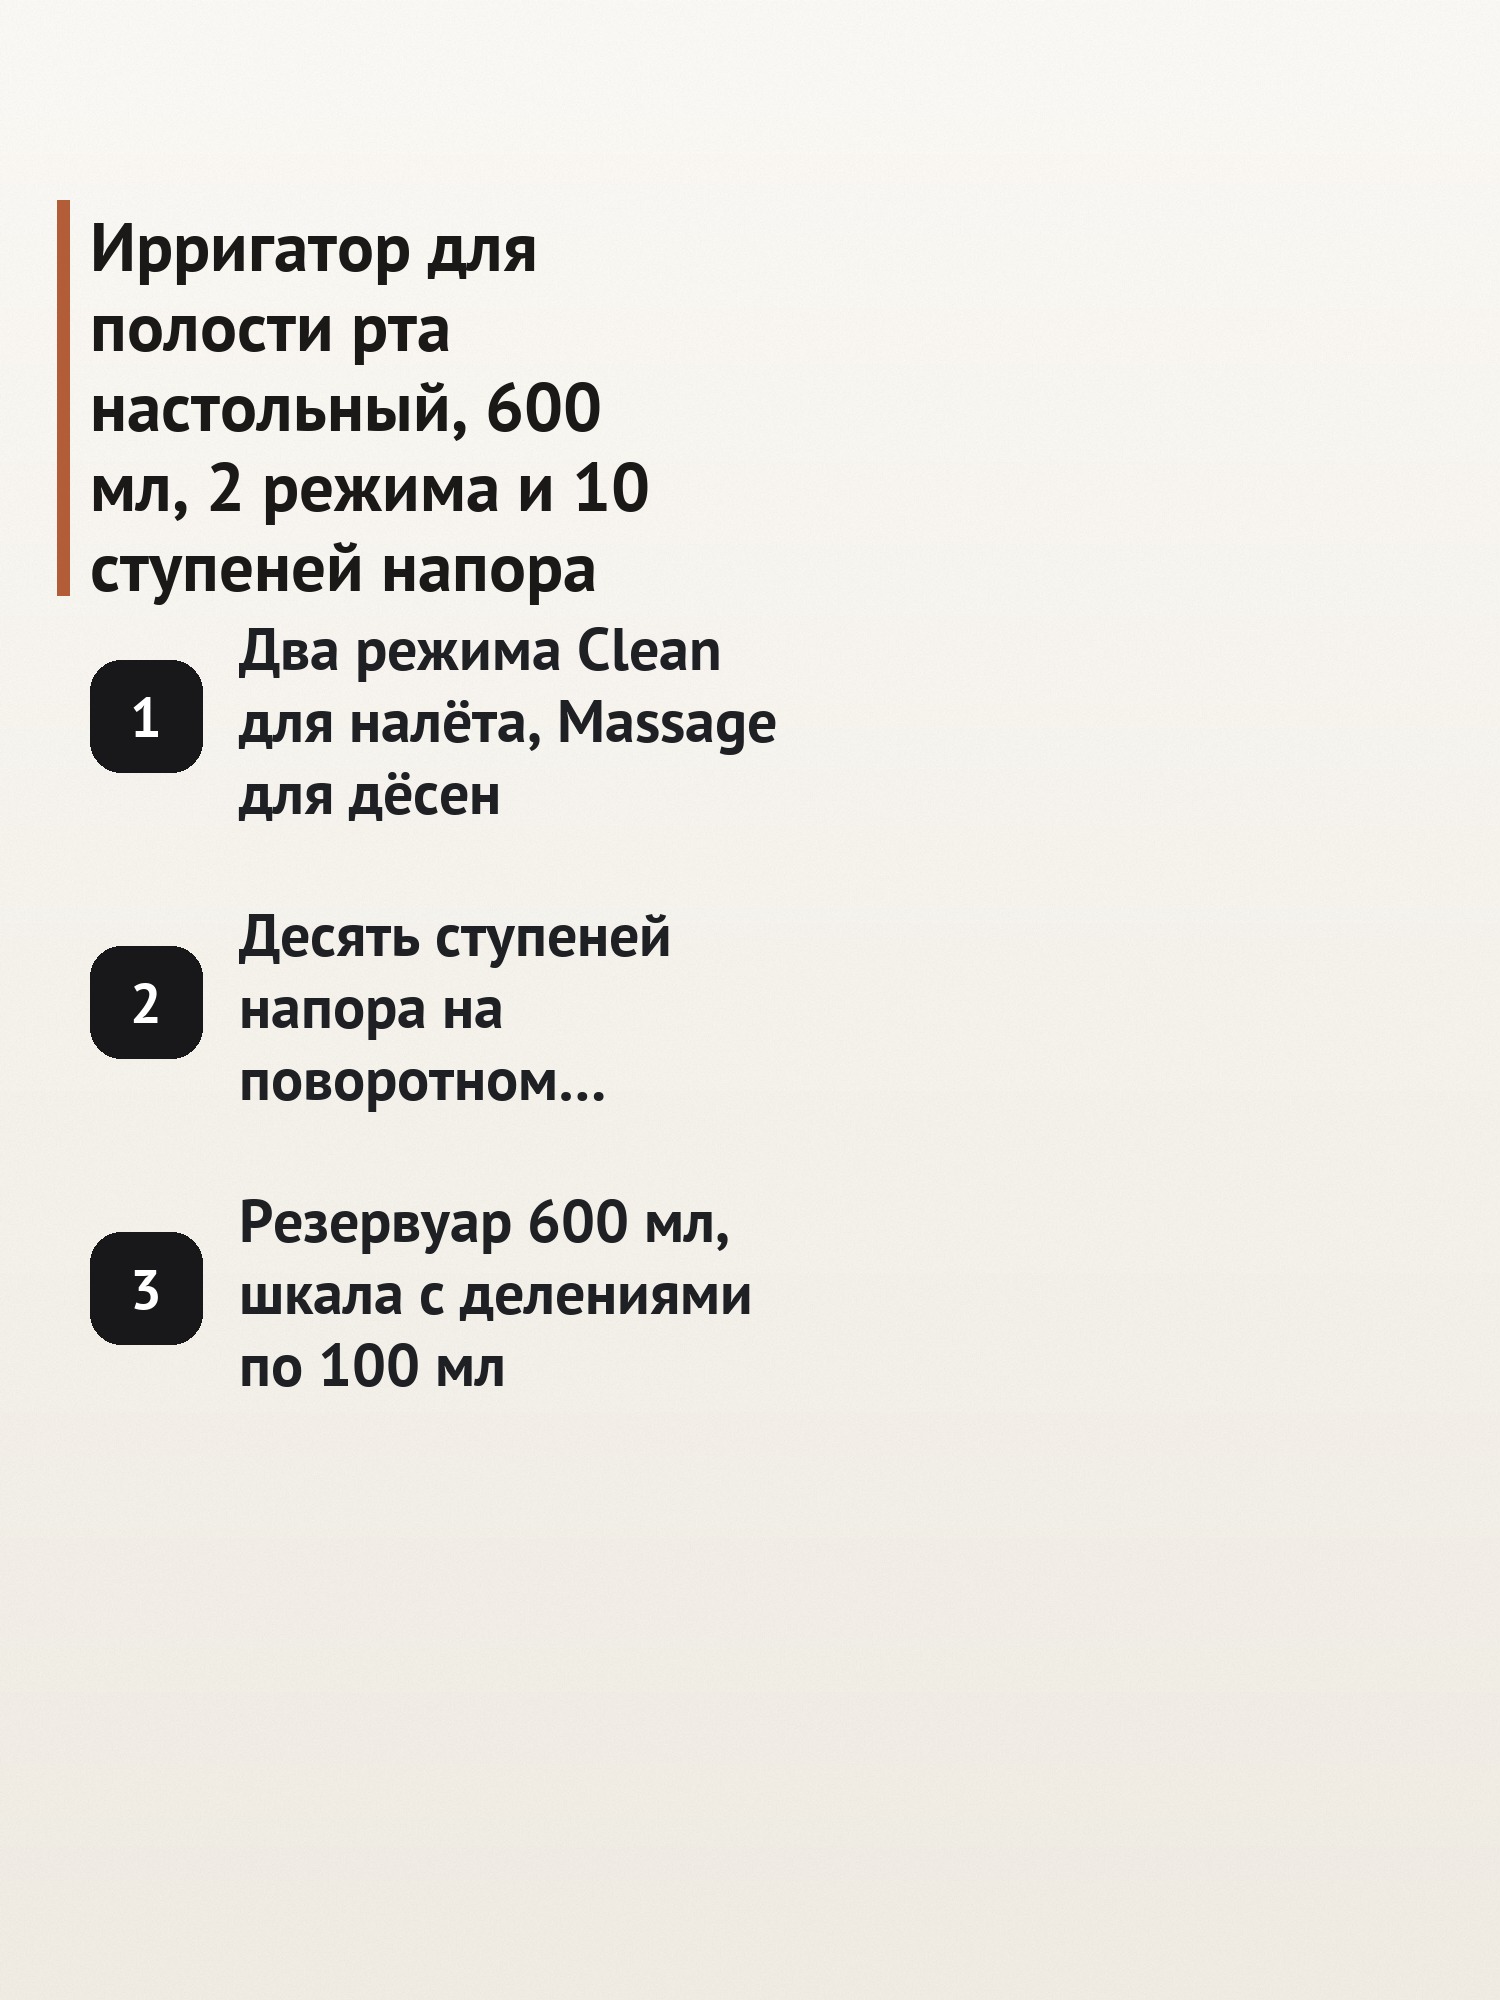 Ирригатор для
полости рта
настольный, 600
мл, 2 режима и 10
ступеней напора
1
Два режима Clean
для налёта, Massage
для дёсен
2
Десять ступеней
напора на
поворотном...
3
Резервуар 600 мл,
шкала с делениями
по 100 мл